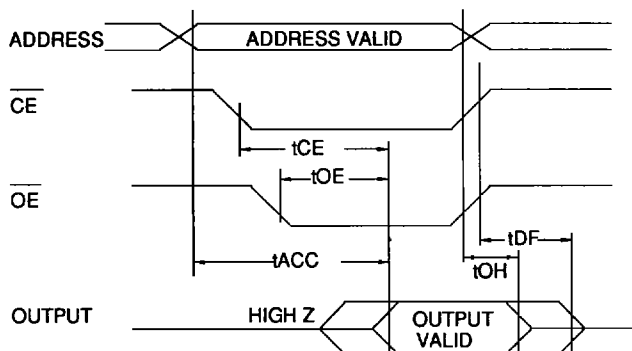 ADDRESS
ADDRESS VALID
CE
tCE
tOE
OE
tDF
tACC
tOH
OUTPUT
HIGH Z
OUTPUT
VALID